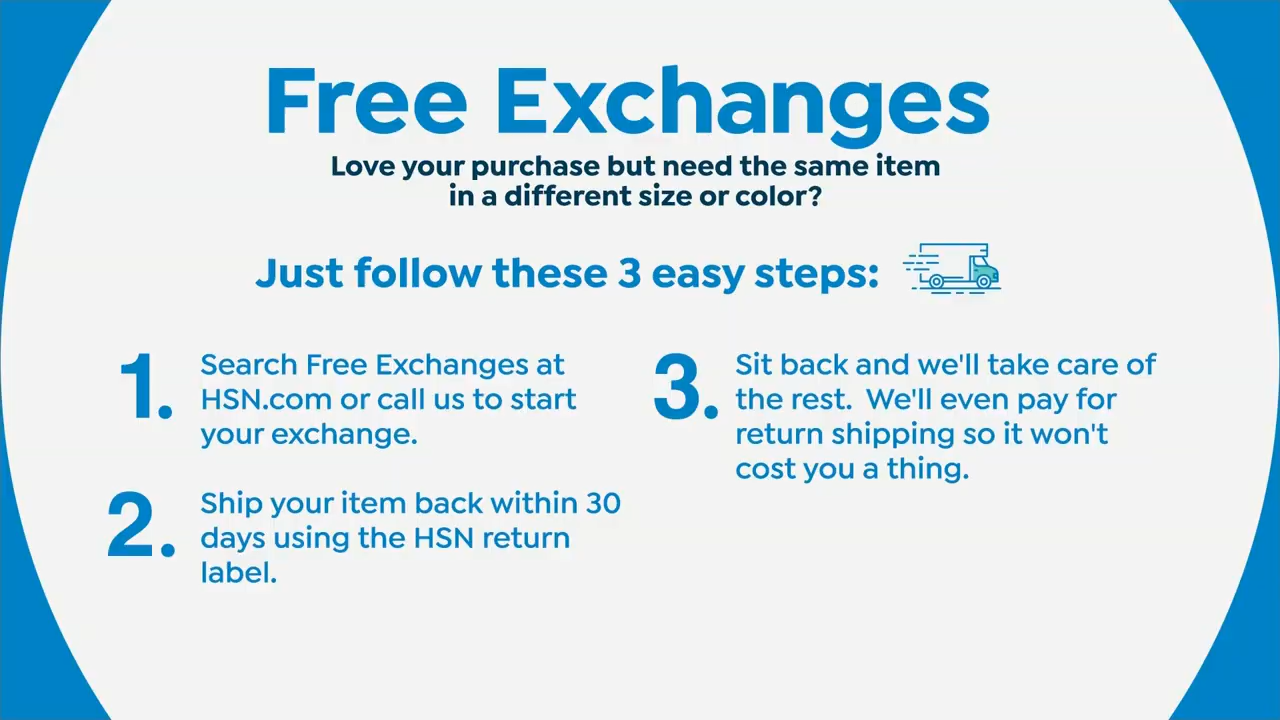 Free Exchanges
Love your purchase but need the same item
in a different size or color?
Just follow these 3 easy steps:
1. Search Free Exchanges at
HSN.com or call us to start
your exchange.
2. Ship your item back within 30
days using the HSN return
label.
3. Sit back and we'll take care of
the rest.  We'll even pay for
return shipping so it won't
cost you a thing.